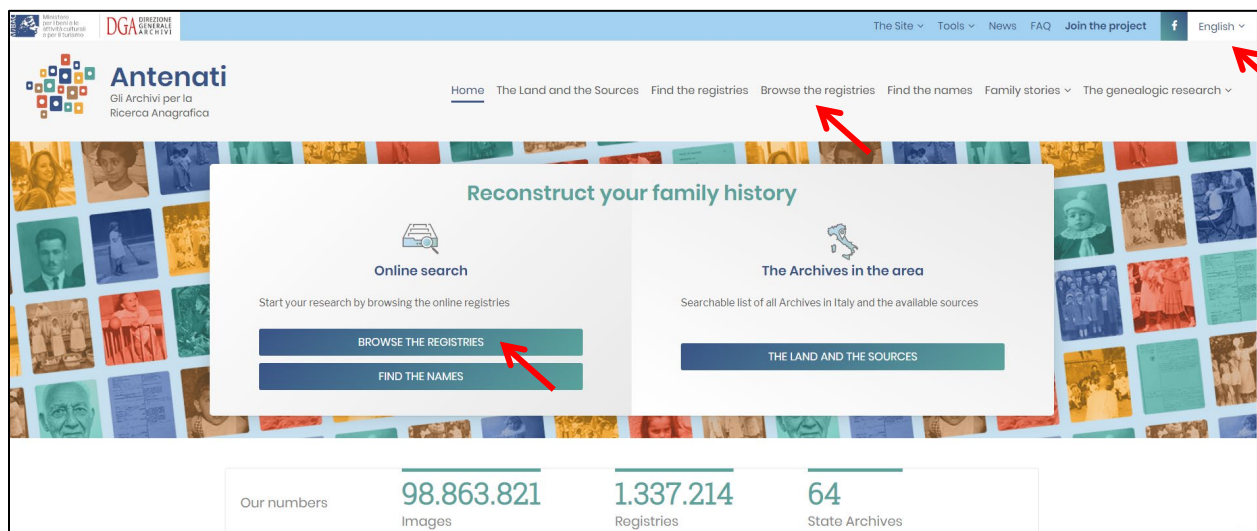 Ministero
per i beni e le
attività culturali
e per il turismo
DGA DIREZIONE
GENERALE
ARCHIVI
The Site Tools News FAQ Join the project f English
Antenati
Gli Archivi per la
Ricerca Anagrafica
Home The Land and the Sources Find the registries Browse the registries Find the names Family stories The genealogic research
Reconstruct your family history
Online search
Start your research by browsing the online registries
BROWSE THE REGISTRIES
FIND THE NAMES
The Archives in the area
Searchable list of all Archives in Italy and the available sources
THE LAND AND THE SOURCES
Our numbers
98.863.821
Images
1.337.214
Registries
64
State Archives